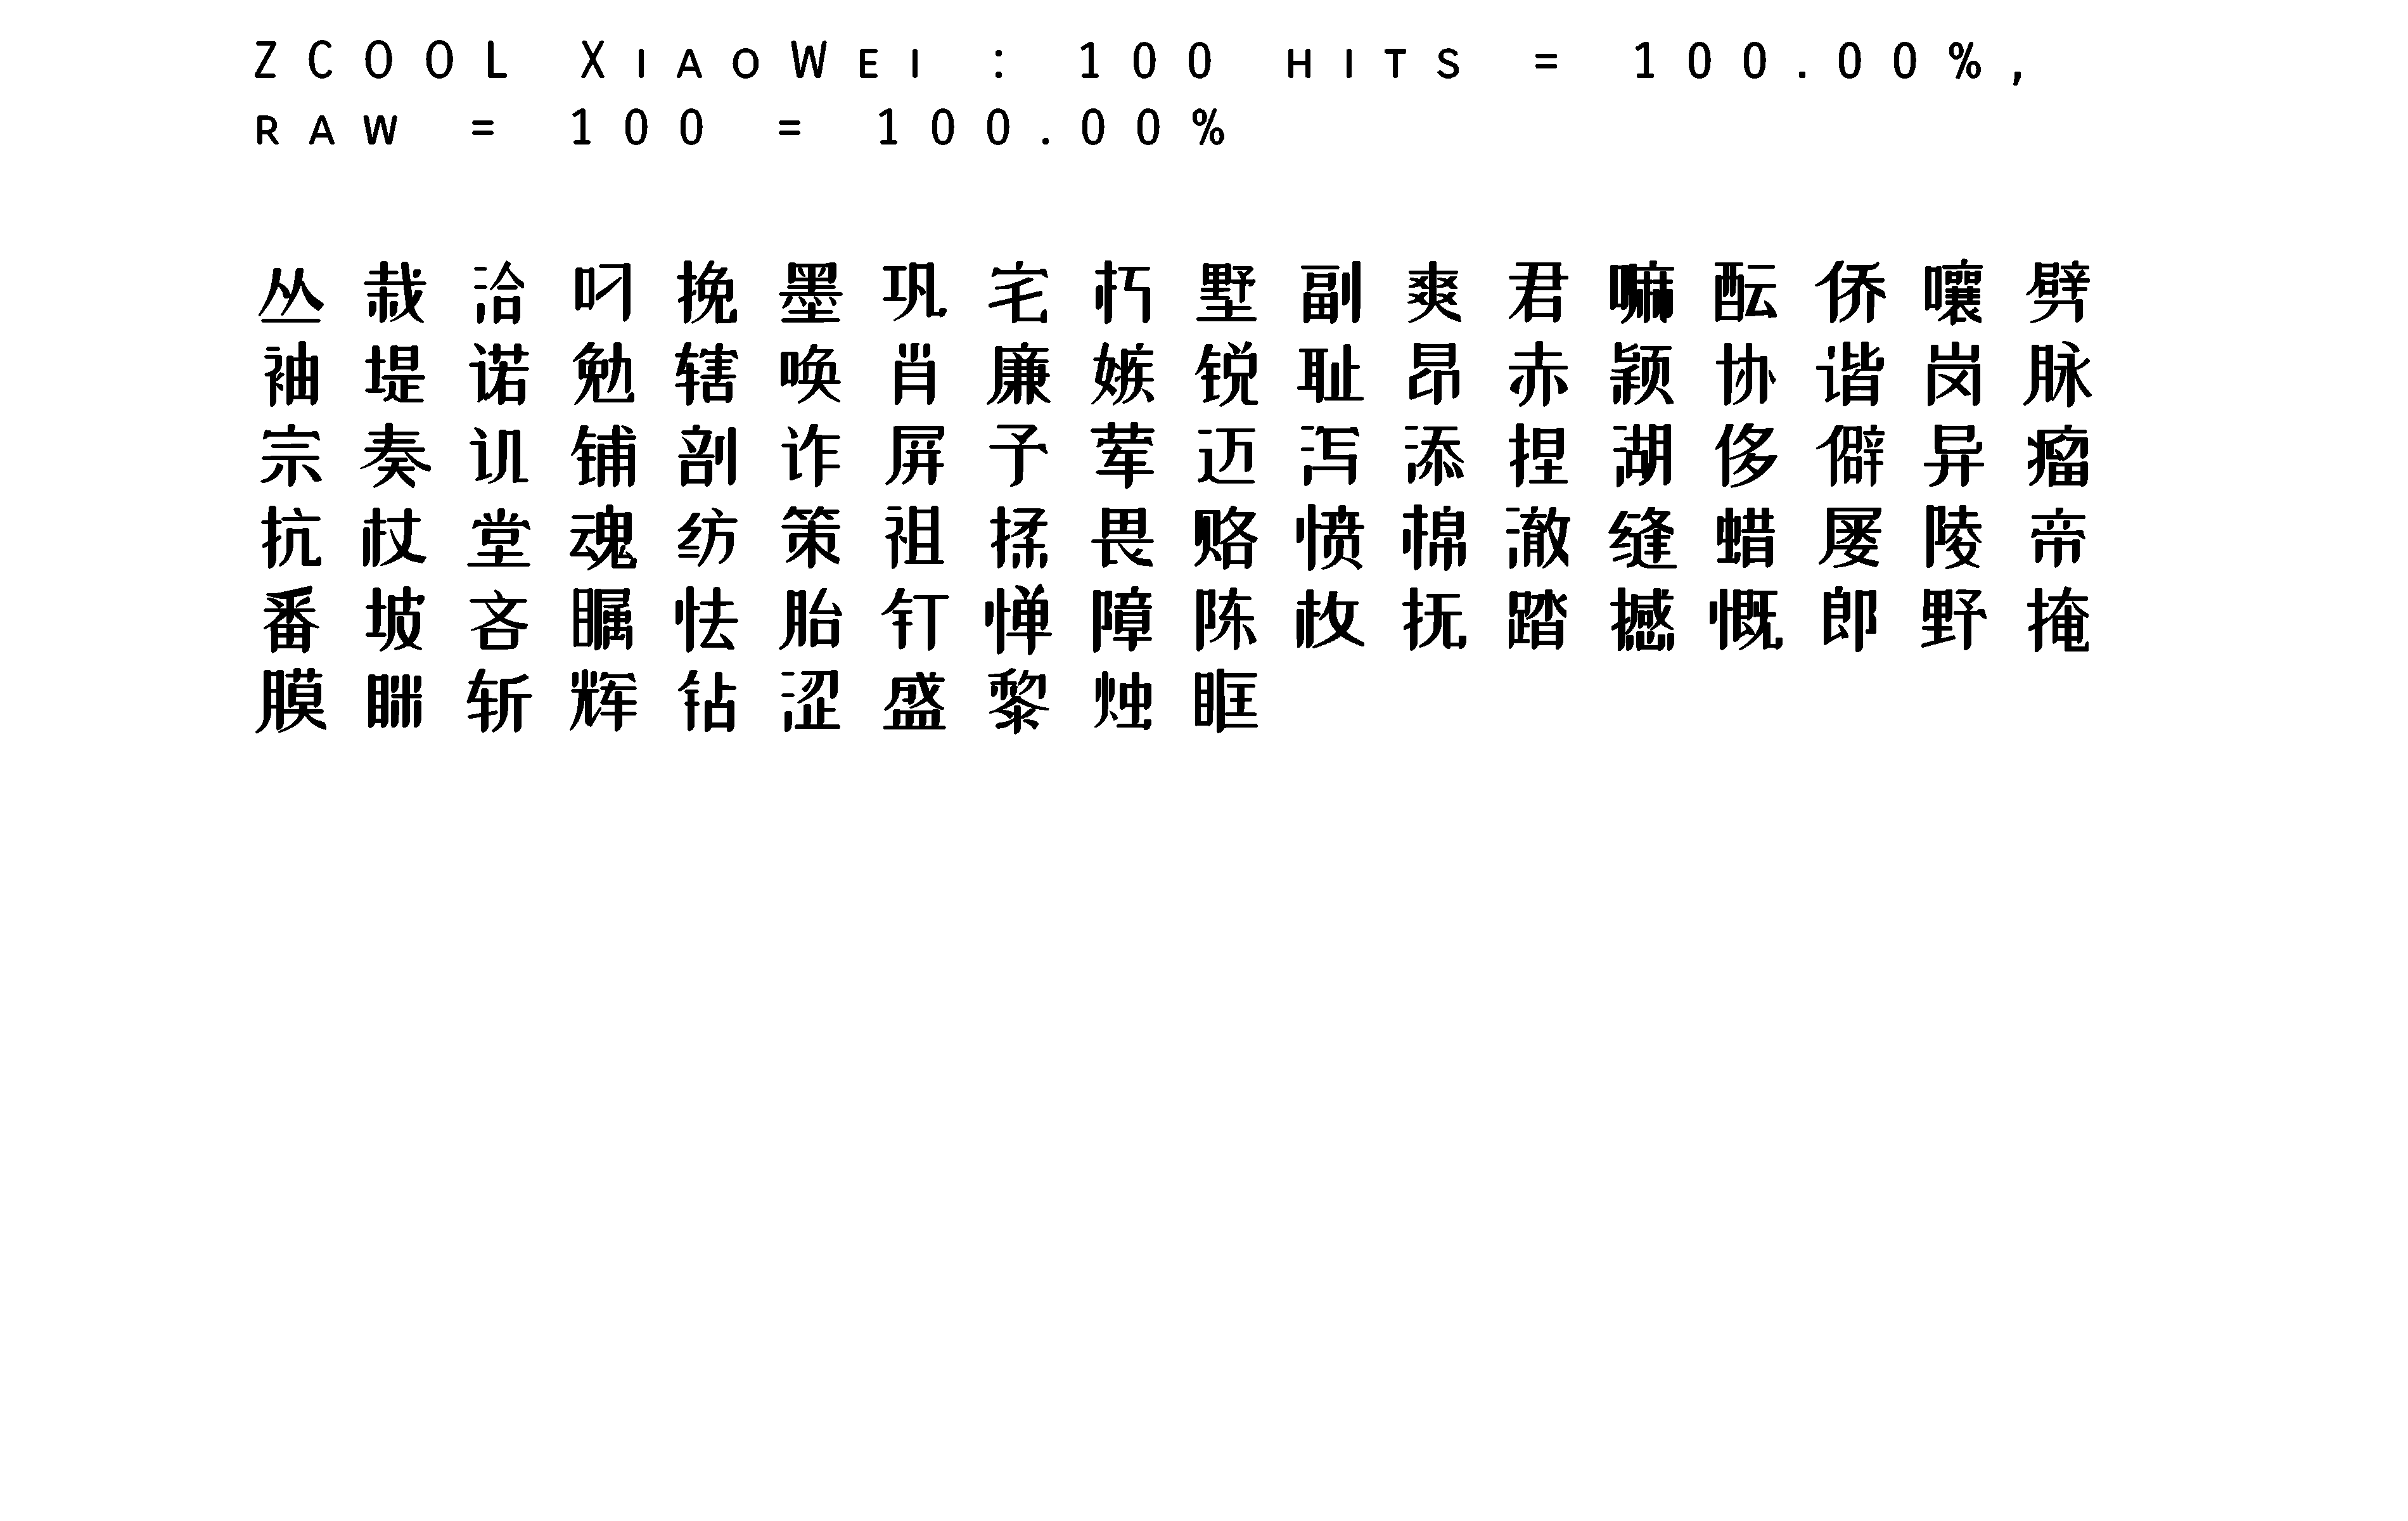 ZCOOL XiaoWei : 100 hits = 100.00%,
raw = 100 = 100.00%
丛栽洽叼挽墨巩宅朽墅副爽君嘛酝侨嚷劈
袖堤诺勉辖唤肖廉嫉锐耻昂赤颖协谐岗脉
宗奏训铺剖诈屏予荤迈泻添捏湖侈僻异瘤
抗杖堂魂纺策祖揉畏赂愤棉澈缝蜡屡陵帝
番坡吝瞩怯胎钉惮障陈枚抚踏撼慨郎野掩
膜眯斩辉钻涩盛黎烛眶